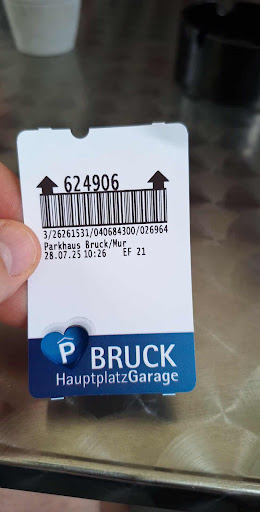 624906
3/26261531/040684300/026964
Parkhaus Bruck/Mur
28.07.25 10:26 EF 21
P
BRUCK
HauptplatzGarage